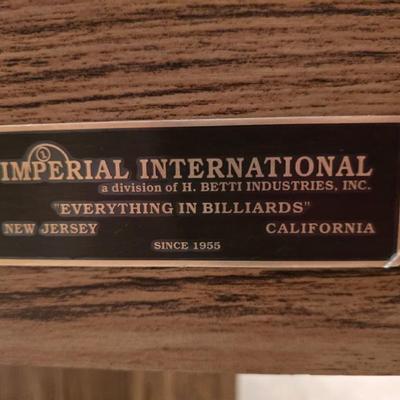 IMPERIAL INTERNATIONAL
a division of H. BETTI INDUSTRIES, INC.
"EVERYTHING IN BILLIARDS"
NEW JERSEY CALIFORNIA
SINCE 1955